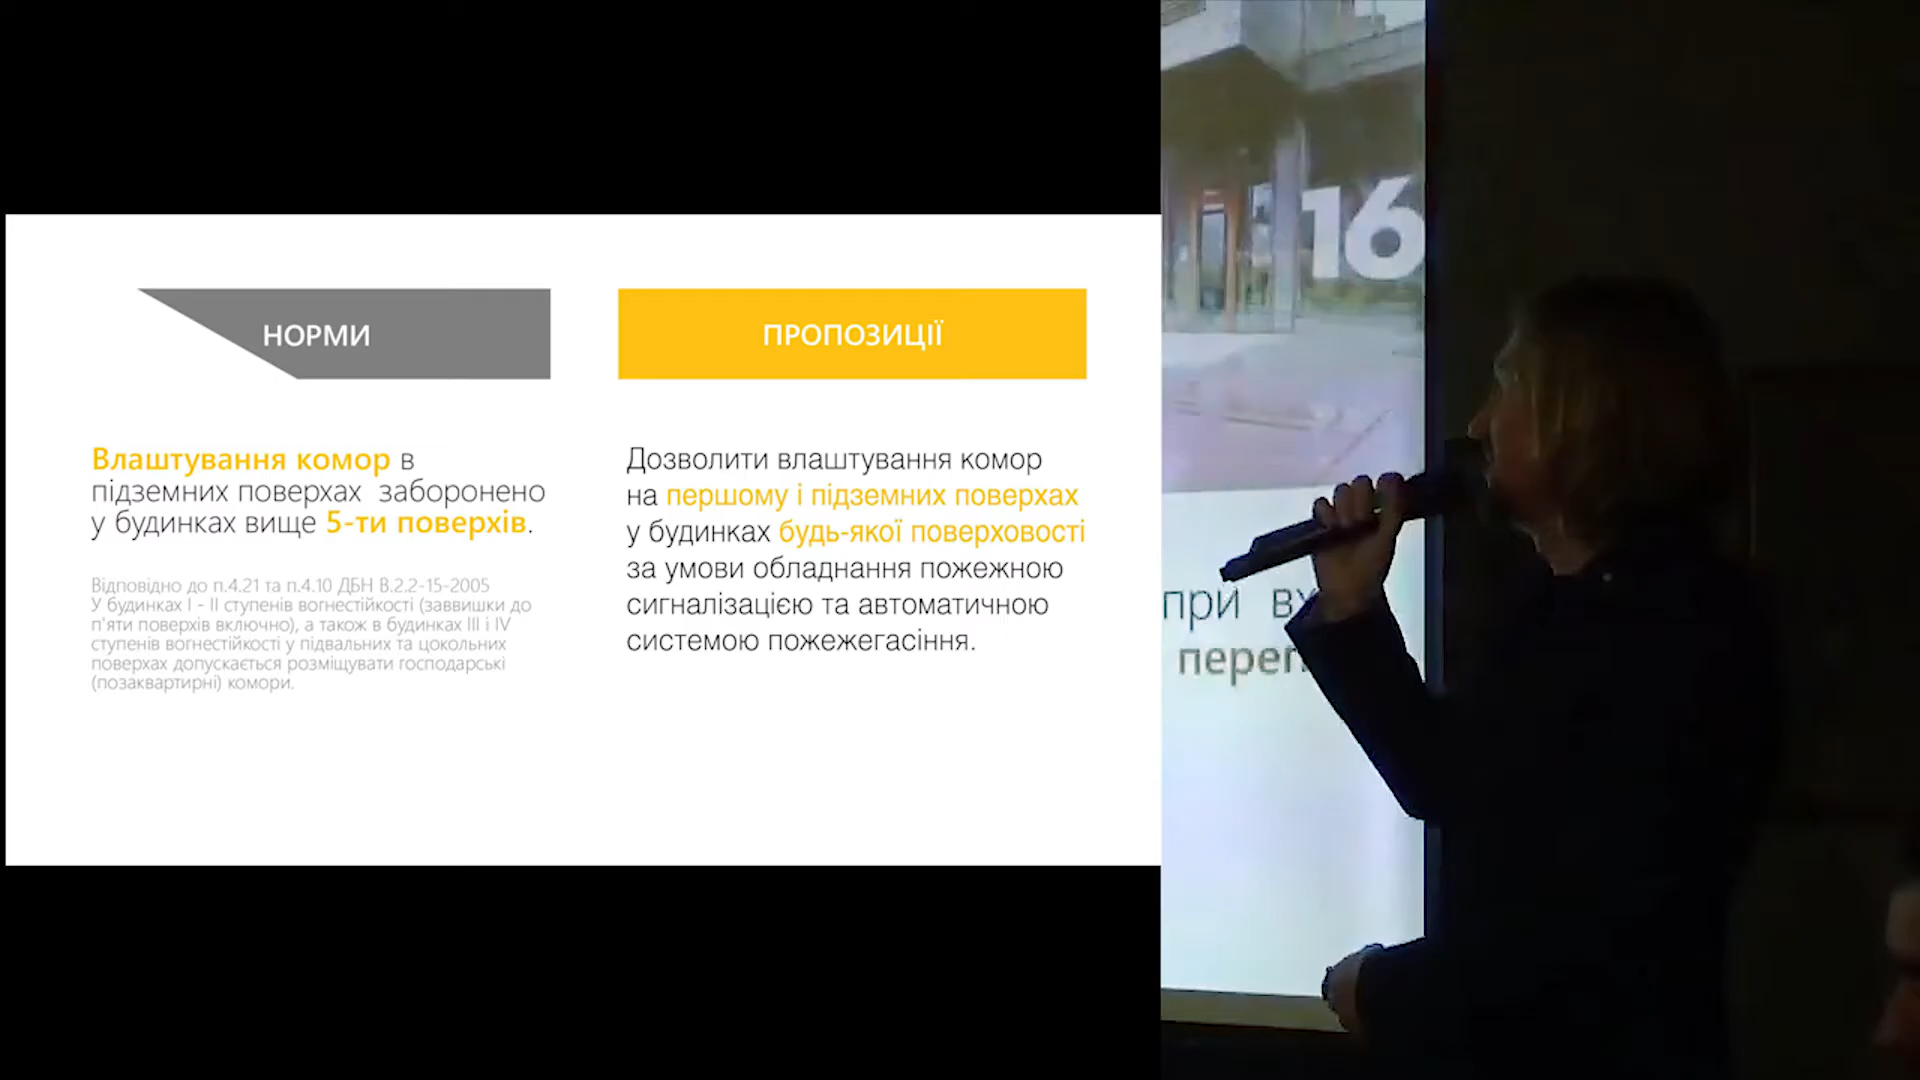 НОРМИ
ПРОПОЗИЦІЇ
Влаштування комор в
підземних поверхах заборонено
у будинках вище 5-ти поверхів.
Відповідно до п.4.21 та п.4.10 ДБН В.2.2-15-2005
У будинках І - ІІ ступенів вогнестійкості (заввишки до
п'яти поверхів включно), а також в будинках ІІІ і IV
ступенів вогнестійкості у підвальних та цокольних
поверхах допускається розміщувати господарські
(позаквартирні) комори.
Дозволити влаштування комор
на першому і підземних поверхах
у будинках будь-якої поверховості
за умови обладнання пожежною
сигналізацією та автоматичною
системою пожежегасіння.
16
при